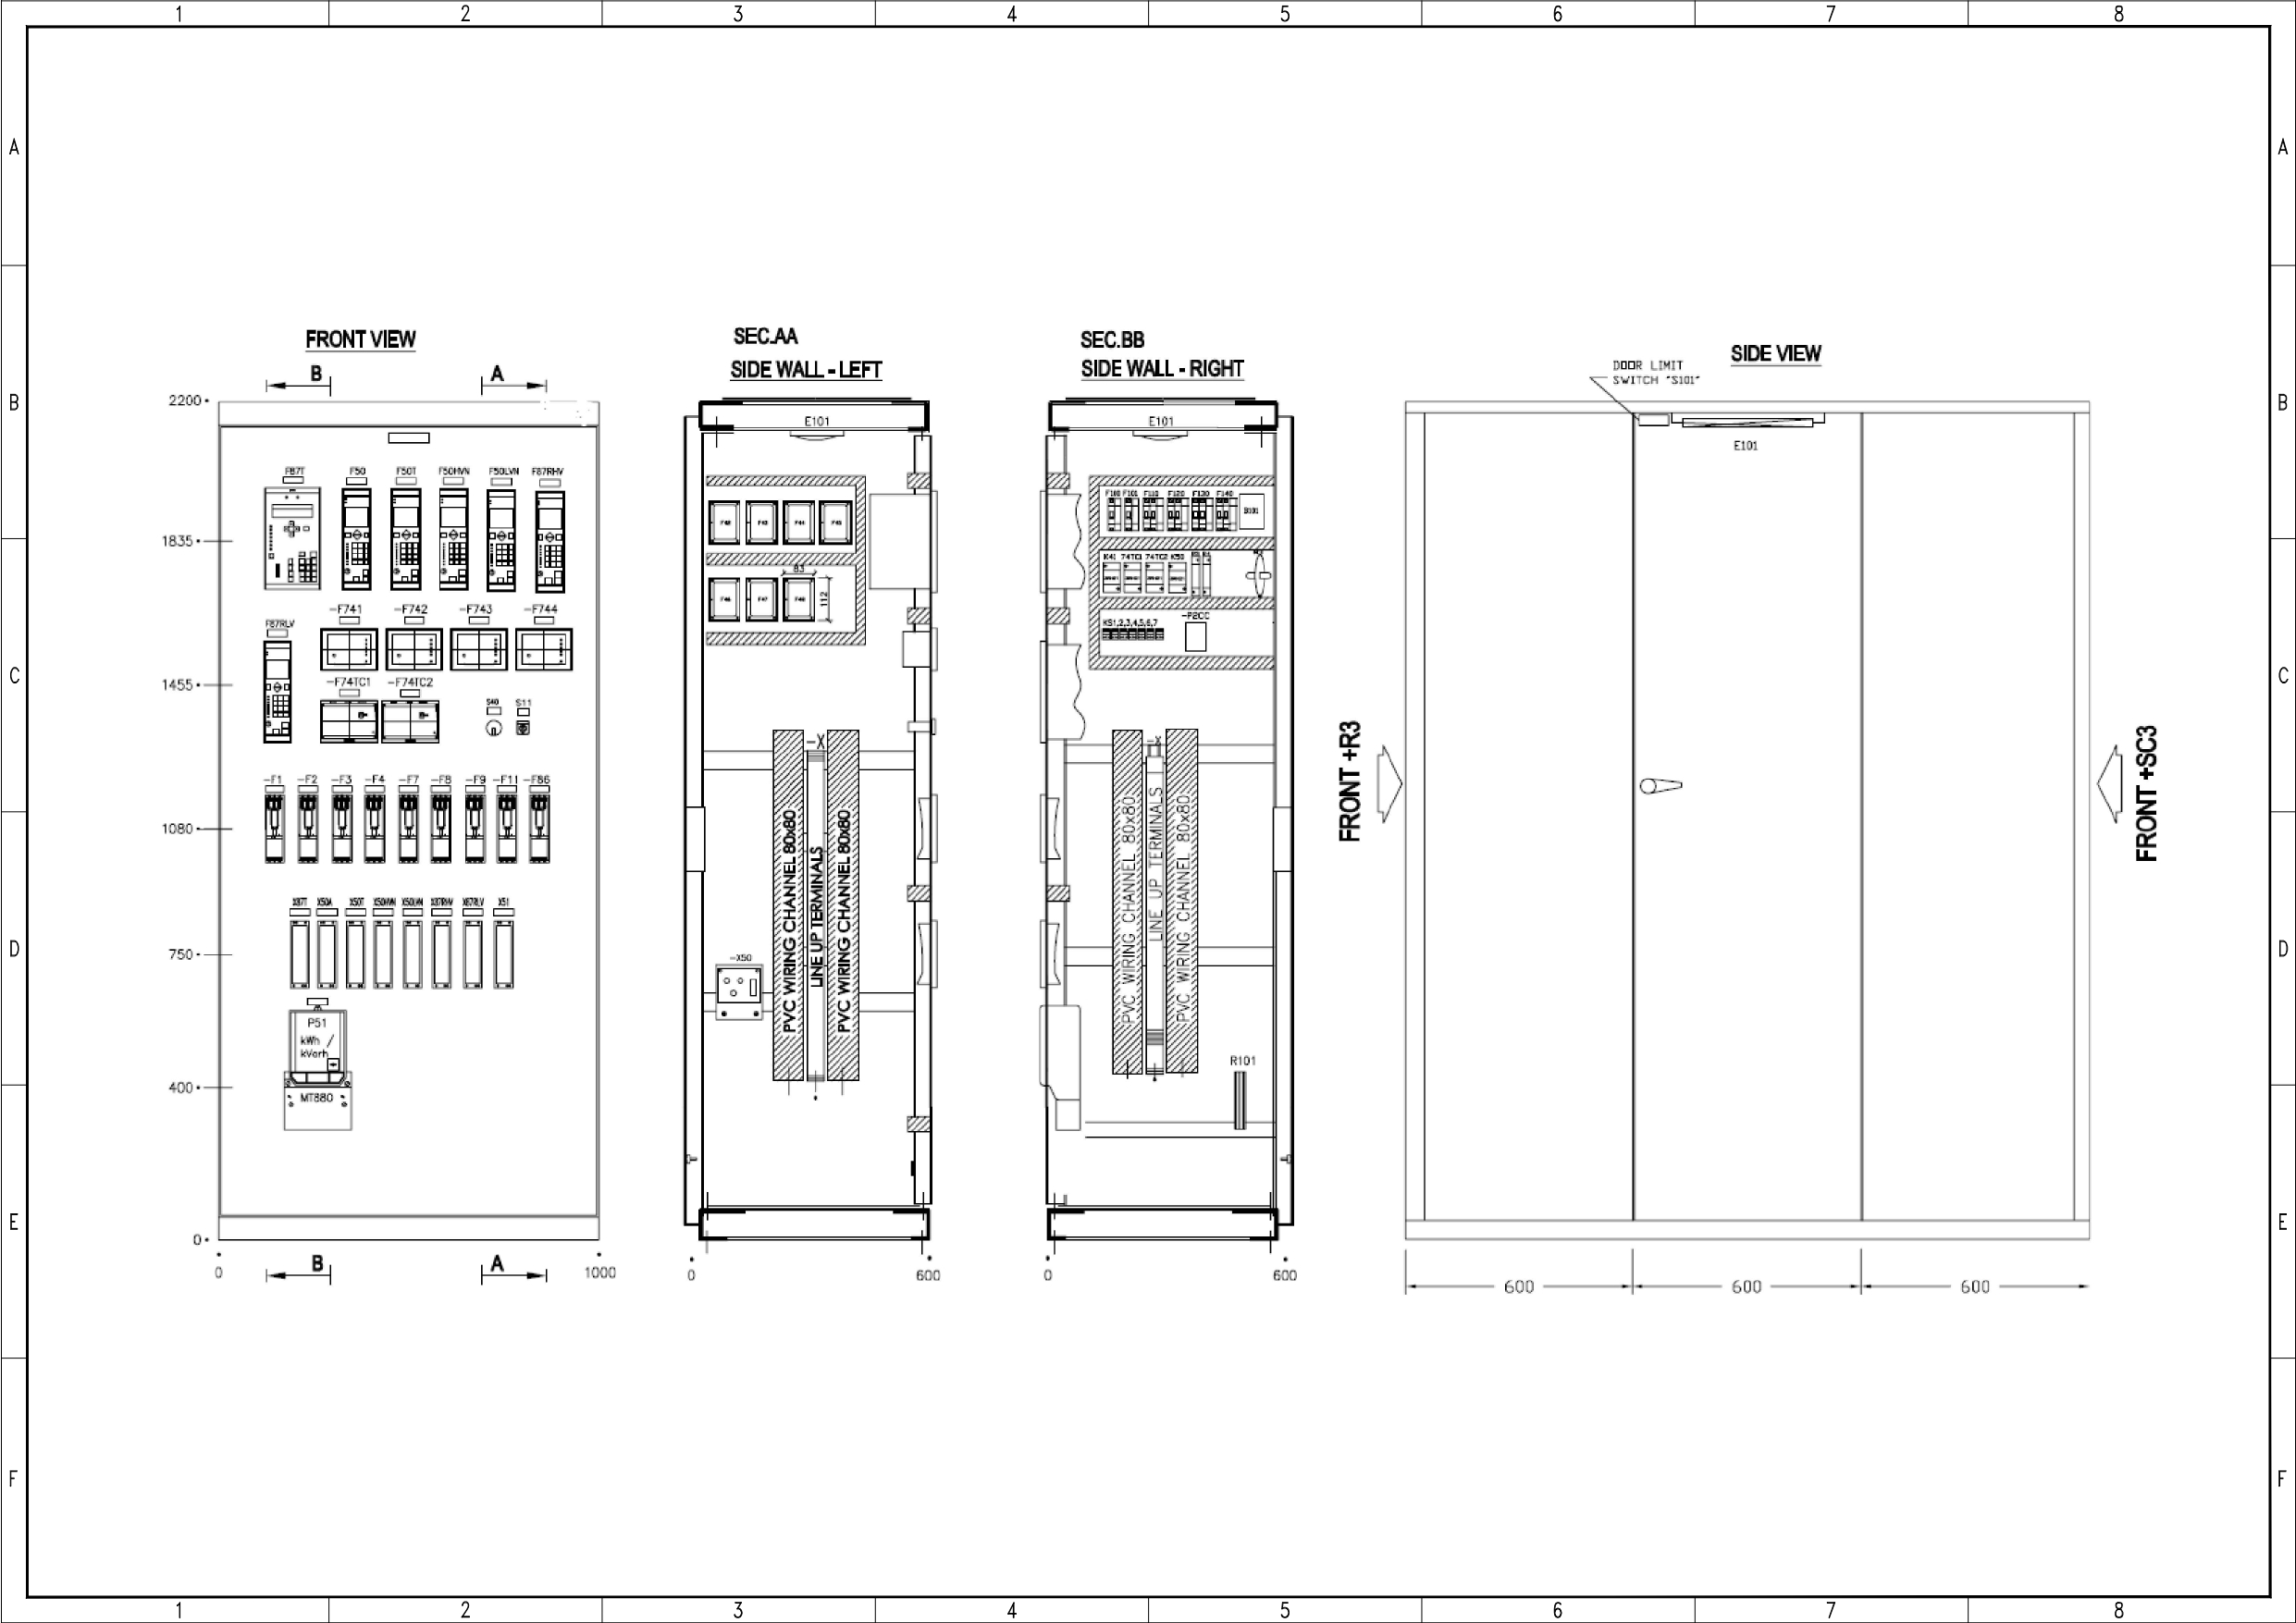 1 2 3 4 5 6 7 8
A A
B B
C C
D D
E E
F F
FRONT VIEW
B A
2200
1835
1455
1080
750
400
0
F87T F50 F50T F50HVN F50LVN F87RHV
-F741 -F742 -F743 -F744
F87RLV
-F74TC1 -F74TC2
S40 S11
-F1 -F2 -F3 -F4 -F7 -F8 -F9 -F11 -F86
X87T X50A X50T X50HVN X50LVN X87RHV X87RLV X51
P51
kWh /
kVarh
MT880
0 1000
B A
SEC.AA
SIDE WALL - LEFT
E101
F42 F43 F44 F45
83
F46 F47 F48
112
-X
PVC WIRING CHANNEL 80x80
LINE UP TERMINALS
PVC WIRING CHANNEL 80x80
-X50
0 600
SEC.BB
SIDE WALL - RIGHT
E101
F100 F101 F110 F120 F130 F140
B101
K41 74TC1 74TC2 K50
KS1,2,3,4,5,6,7
-P2CC
PVC WIRING CHANNEL 80x80
LINE UP TERMINALS
PVC WIRING CHANNEL 80x80
R101
0 600
SIDE VIEW
DOOR LIMIT
SWITCH "S101"
E101
FRONT +R3
FRONT +SC3
600 600 600
1 2 3 4 5 6 7 8